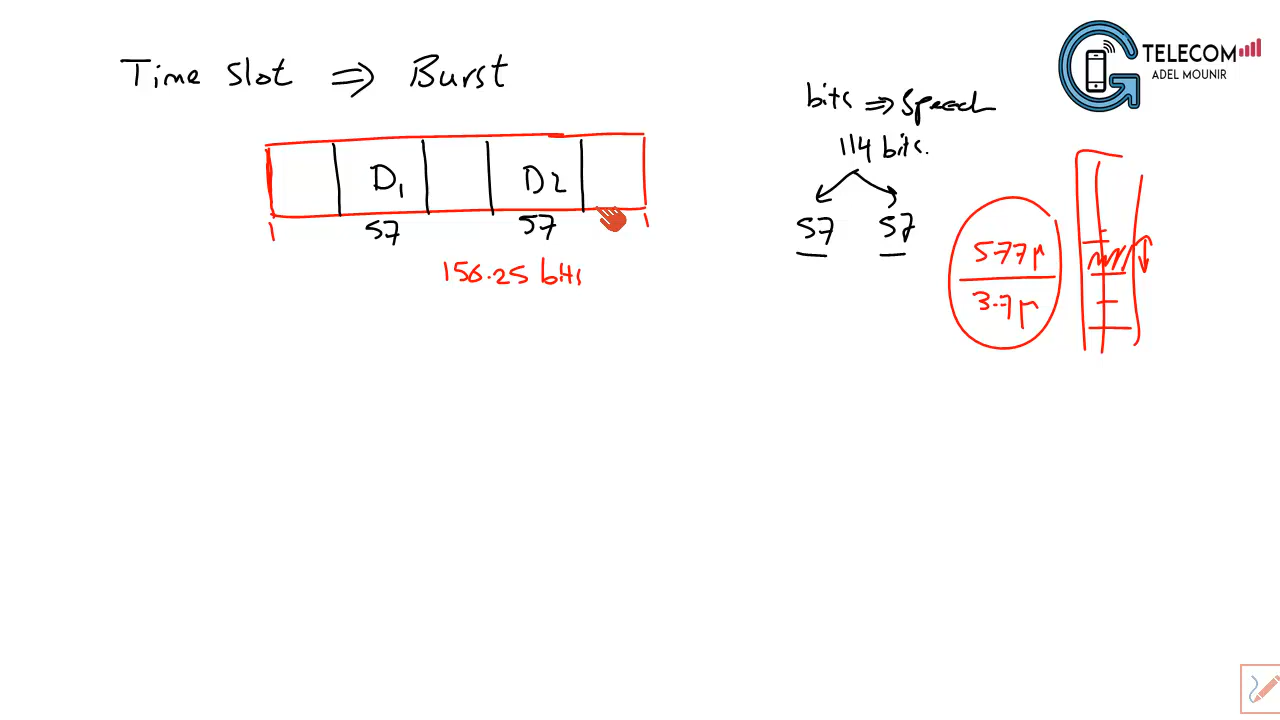 Time Slot ⇒ Burst
TELECOM
ADEL MOUNIR
bits ⇒ Speech
114 bits.
57 57
D1 D2
57 57
156.25 bits
577μ
3.7μ